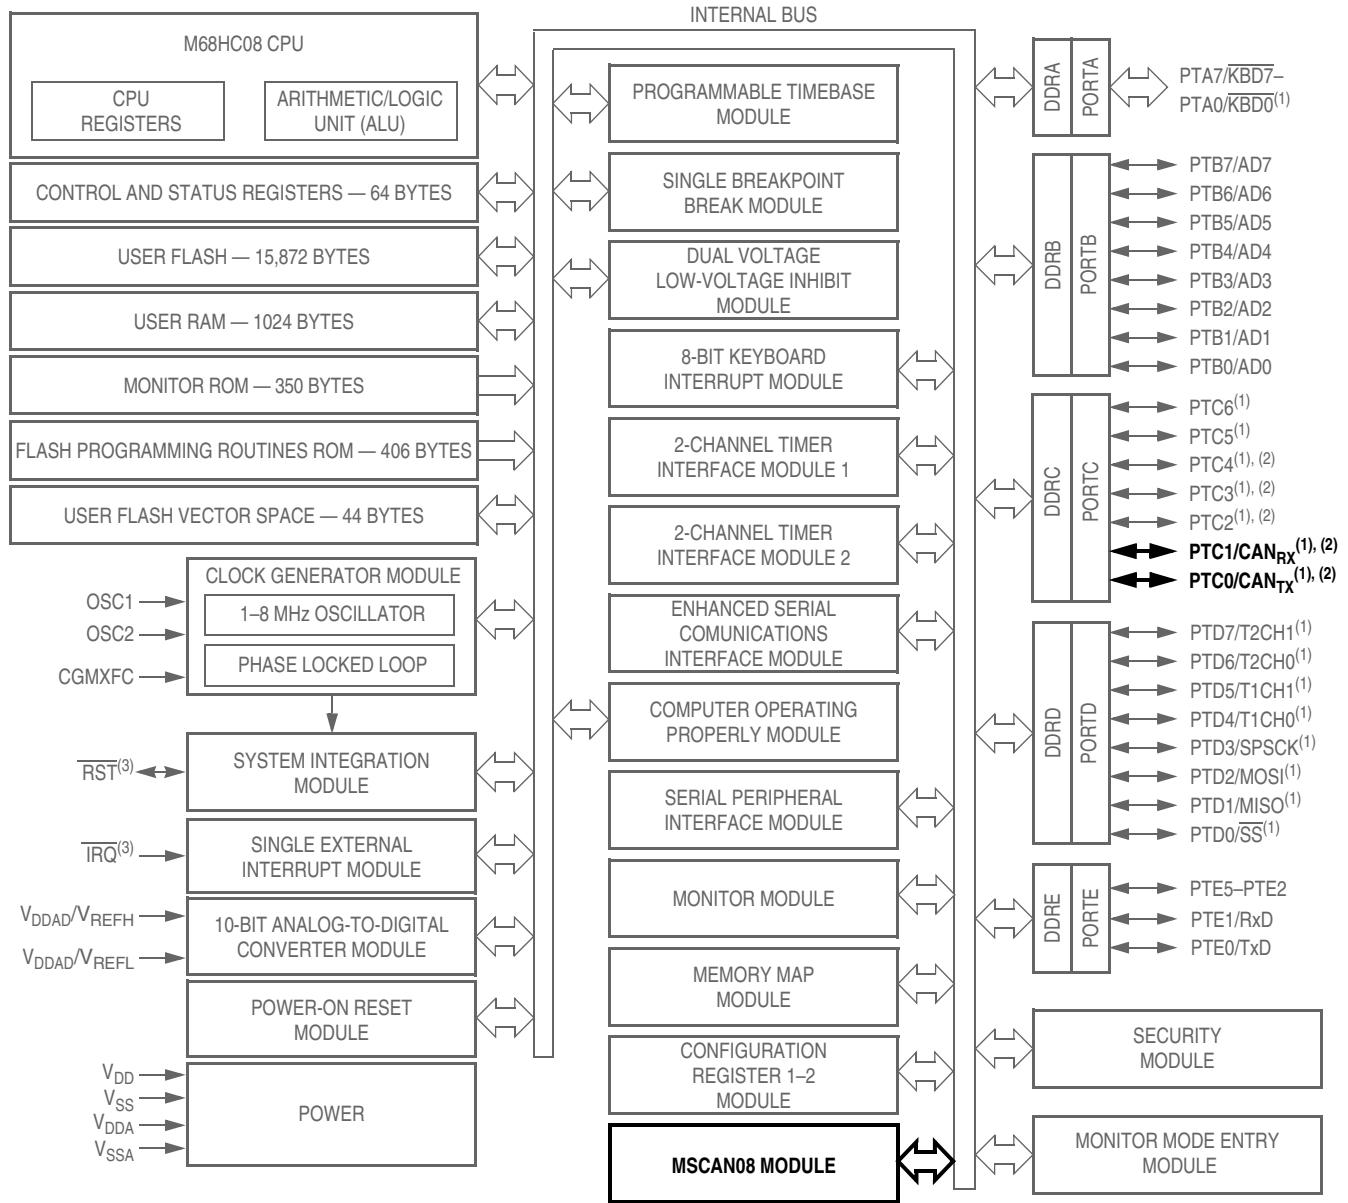 INTERNAL BUS
M68HC08 CPU
CPU
REGISTERS
ARITHMETIC/LOGIC
UNIT (ALU)
CONTROL AND STATUS REGISTERS — 64 BYTES
USER FLASH — 15,872 BYTES
USER RAM — 1024 BYTES
MONITOR ROM — 350 BYTES
FLASH PROGRAMMING ROUTINES ROM — 406 BYTES
USER FLASH VECTOR SPACE — 44 BYTES
CLOCK GENERATOR MODULE
1–8 MHz OSCILLATOR
PHASE LOCKED LOOP
OSC1
OSC2
CGMXFC
SYSTEM INTEGRATION
MODULE
RST(3)
SINGLE EXTERNAL
INTERRUPT MODULE
IRQ(3)
10-BIT ANALOG-TO-DIGITAL
CONVERTER MODULE
VDDAD/VREFH
VDDAD/VREFL
POWER-ON RESET
MODULE
POWER
VDD
VSS
VDDA
VSSA
PROGRAMMABLE TIMEBASE
MODULE
SINGLE BREAKPOINT
BREAK MODULE
DUAL VOLTAGE
LOW-VOLTAGE INHIBIT
MODULE
8-BIT KEYBOARD
INTERRUPT MODULE
2-CHANNEL TIMER
INTERFACE MODULE 1
2-CHANNEL TIMER
INTERFACE MODULE 2
ENHANCED SERIAL
COMUNICATIONS
INTERFACE MODULE
COMPUTER OPERATING
PROPERLY MODULE
SERIAL PERIPHERAL
INTERFACE MODULE
MONITOR MODULE
MEMORY MAP
MODULE
CONFIGURATION
REGISTER 1–2
MODULE
MSCAN08 MODULE
DDRA
PORTA
PTA7/KBD7–
PTA0/KBD0(1)
DDRB
PORTB
PTB7/AD7
PTB6/AD6
PTB5/AD5
PTB4/AD4
PTB3/AD3
PTB2/AD2
PTB1/AD1
PTB0/AD0
DDRC
PORTC
PTC6(1)
PTC5(1)
PTC4(1), (2)
PTC3(1), (2)
PTC2(1), (2)
PTC1/CANRX(1), (2)
PTC0/CANTX(1), (2)
DDRD
PORTD
PTD7/T2CH1(1)
PTD6/T2CH0(1)
PTD5/T1CH1(1)
PTD4/T1CH0(1)
PTD3/SPSCK(1)
PTD2/MOSI(1)
PTD1/MISO(1)
PTD0/SS(1)
DDRE
PORTE
PTE5–PTE2
PTE1/RxD
PTE0/TxD
SECURITY
MODULE
MONITOR MODE ENTRY
MODULE